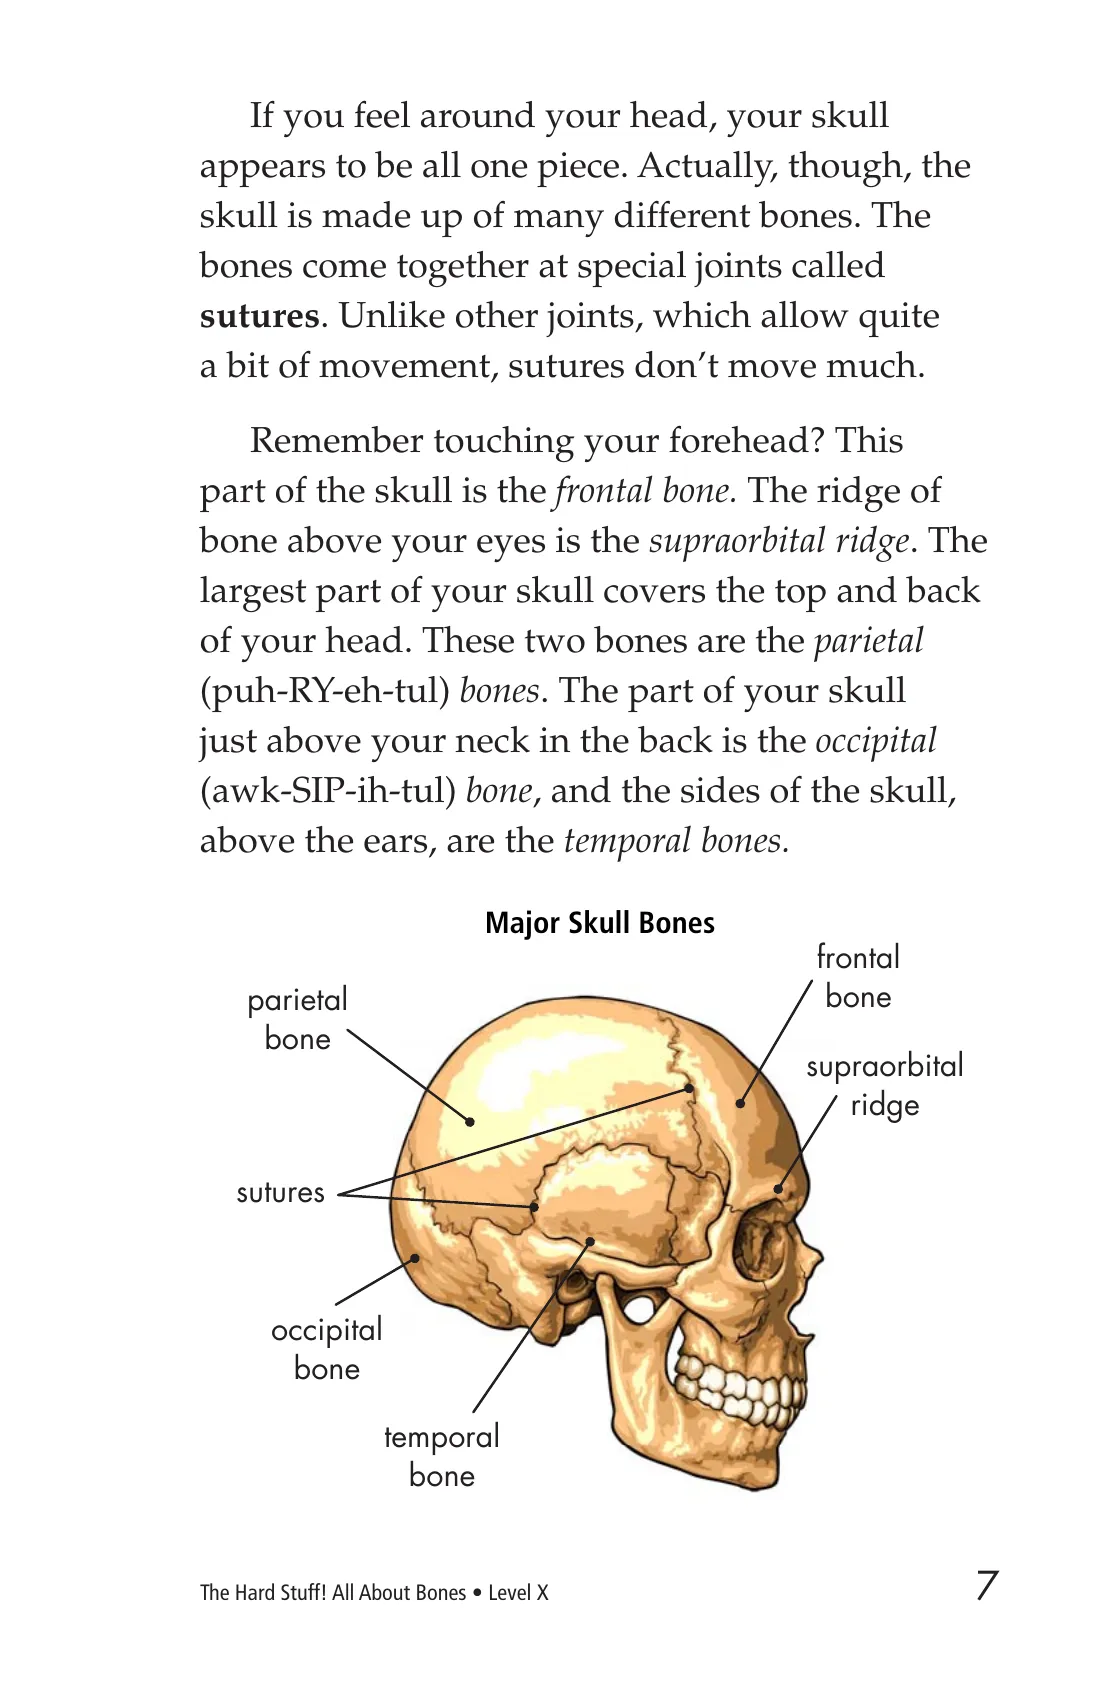 If you feel around your head, your skull
appears to be all one piece. Actually, though, the
skull is made up of many different bones. The
bones come together at special joints called
sutures. Unlike other joints, which allow quite
a bit of movement, sutures don’t move much.
Remember touching your forehead? This
part of the skull is the frontal bone. The ridge of
bone above your eyes is the supraorbital ridge. The
largest part of your skull covers the top and back
of your head. These two bones are the parietal
(puh-RY-eh-tul) bones. The part of your skull
just above your neck in the back is the occipital
(awk-SIP-ih-tul) bone, and the sides of the skull,
above the ears, are the temporal bones.
Major Skull Bones
frontal
bone
parietal
bone
supraorbital
ridge
sutures
occipital
bone
temporal
bone
The Hard Stuff! All About Bones • Level X
7